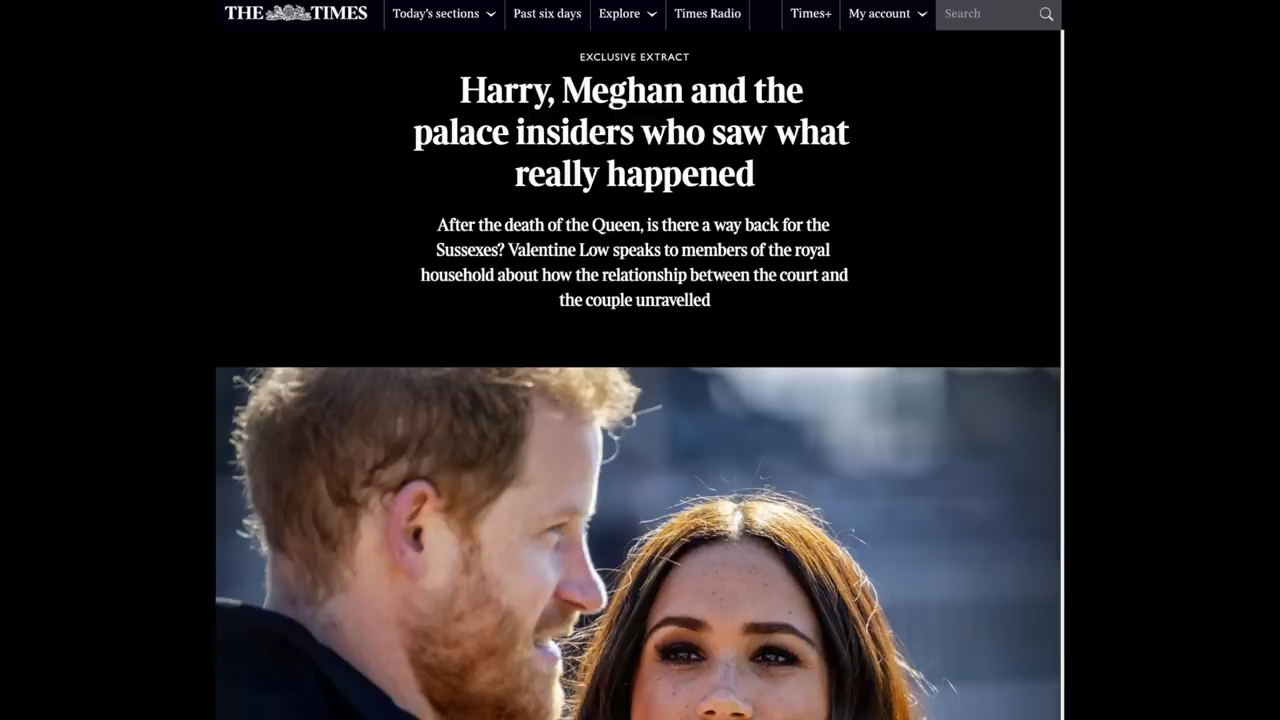 THE TIMES Today's sections Past six days Explore Times Radio Times+ My account Search
EXCLUSIVE EXTRACT
Harry, Meghan and the
palace insiders who saw what
really happened
After the death of the Queen, is there a way back for the
Sussexes? Valentine Low speaks to members of the royal
household about how the relationship between the court and
the couple unravelled